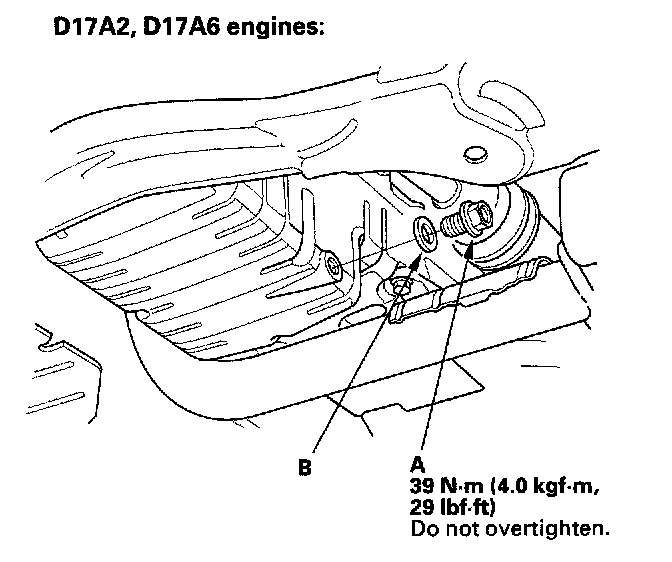 D17A2, D17A6 engines:
B
A
39 N·m (4.0 kgf·m,
29 lbf·ft)
Do not overtighten.